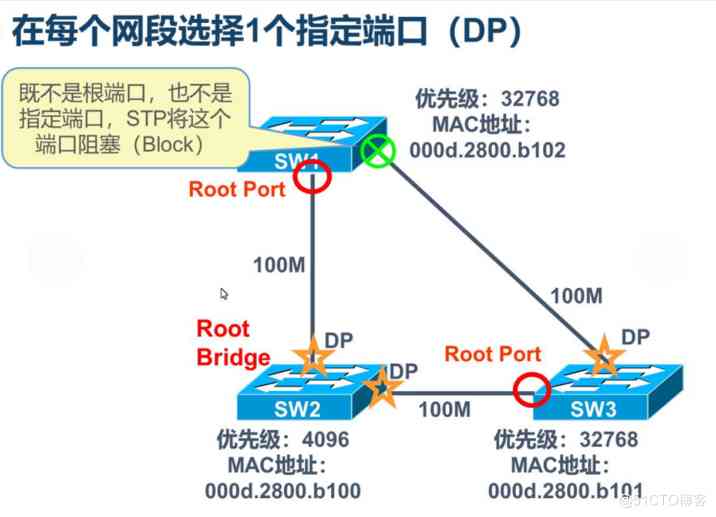 在每个网段选择1个指定端口（DP）
既不是根端口，也不是
指定端口，STP将这个
端口阻塞（Block）
优先级：32768
MAC地址：
000d.2800.b102
SW1
Root Port
100M
100M
Root
Bridge
DP
DP
Root Port
DP
SW2
100M
SW3
优先级：4096
MAC地址：
000d.2800.b100
优先级：32768
MAC地址：
000d.2800.b101
@51CTO博客